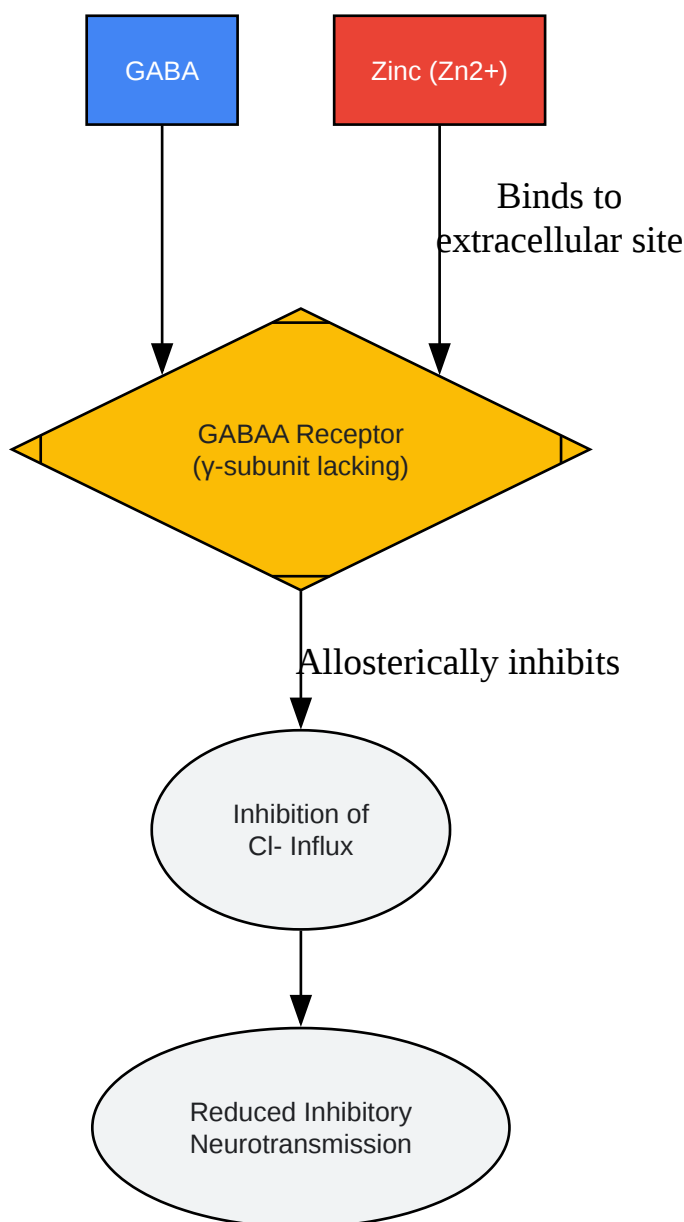 GABA
Zinc (Zn2+)
Binds to
extracellular site
GABAA Receptor
(γ-subunit lacking)
Allosterically inhibits
Inhibition of
Cl- Influx
Reduced Inhibitory
Neurotransmission